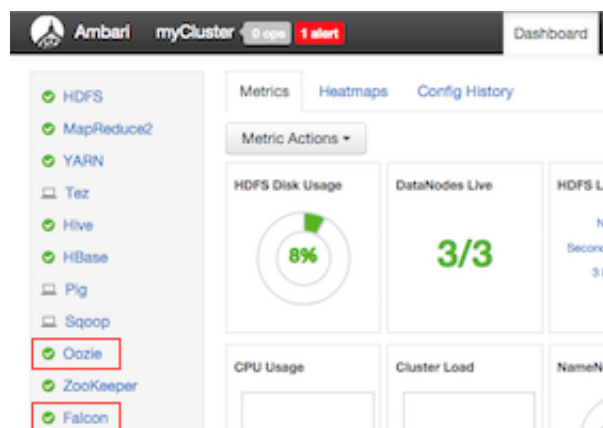 Ambari myCluster 0 ops 1 alert Dashboard
HDFS
MapReduce2
YARN
Tez
Hive
HBase
Pig
Sqoop
Oozie
ZooKeeper
Falcon
Metrics Heatmaps Config History
Metric Actions
HDFS Disk Usage
8%
DataNodes Live
3/3
HDFS L
N
Second
3
CPU Usage
Cluster Load
NameN